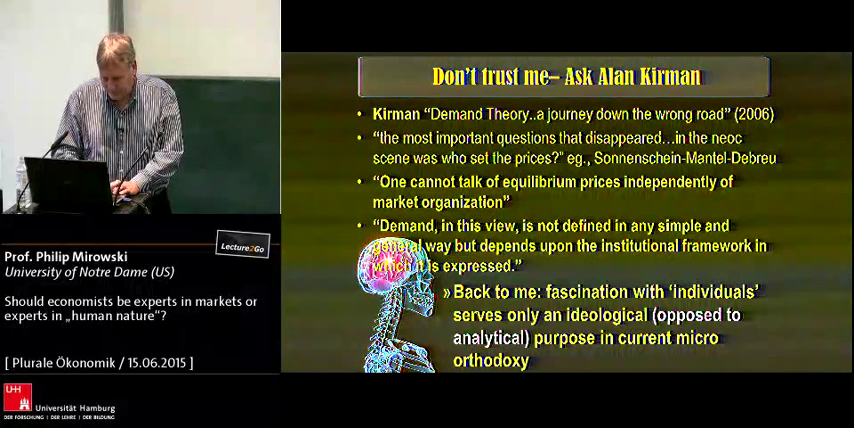 Don't trust me– Ask Alan Kirman
• Kirman “Demand Theory..a journey down the wrong road” (2006)
• “the most important questions that disappeared…in the neoc
scene was who set the prices?” eg., Sonnenschein-Mantel-Debreu
• “One cannot talk of equilibrium prices independently of
market organization”
• “Demand, in this view, is not defined in any simple and
general way but depends upon the institutional framework in
which it is expressed.”
» Back to me: fascination with ‘individuals’
serves only an ideological (opposed to
analytical) purpose in current micro
orthodoxy
Lecture2Go
Prof. Philip Mirowski
University of Notre Dame (US)
Should economists be experts in markets or
experts in „human nature“?
[ Plurale Ökonomik / 15.06.2015 ]
UH
Universität Hamburg
DER FORSCHUNG | DER LEHRE | DER BILDUNG